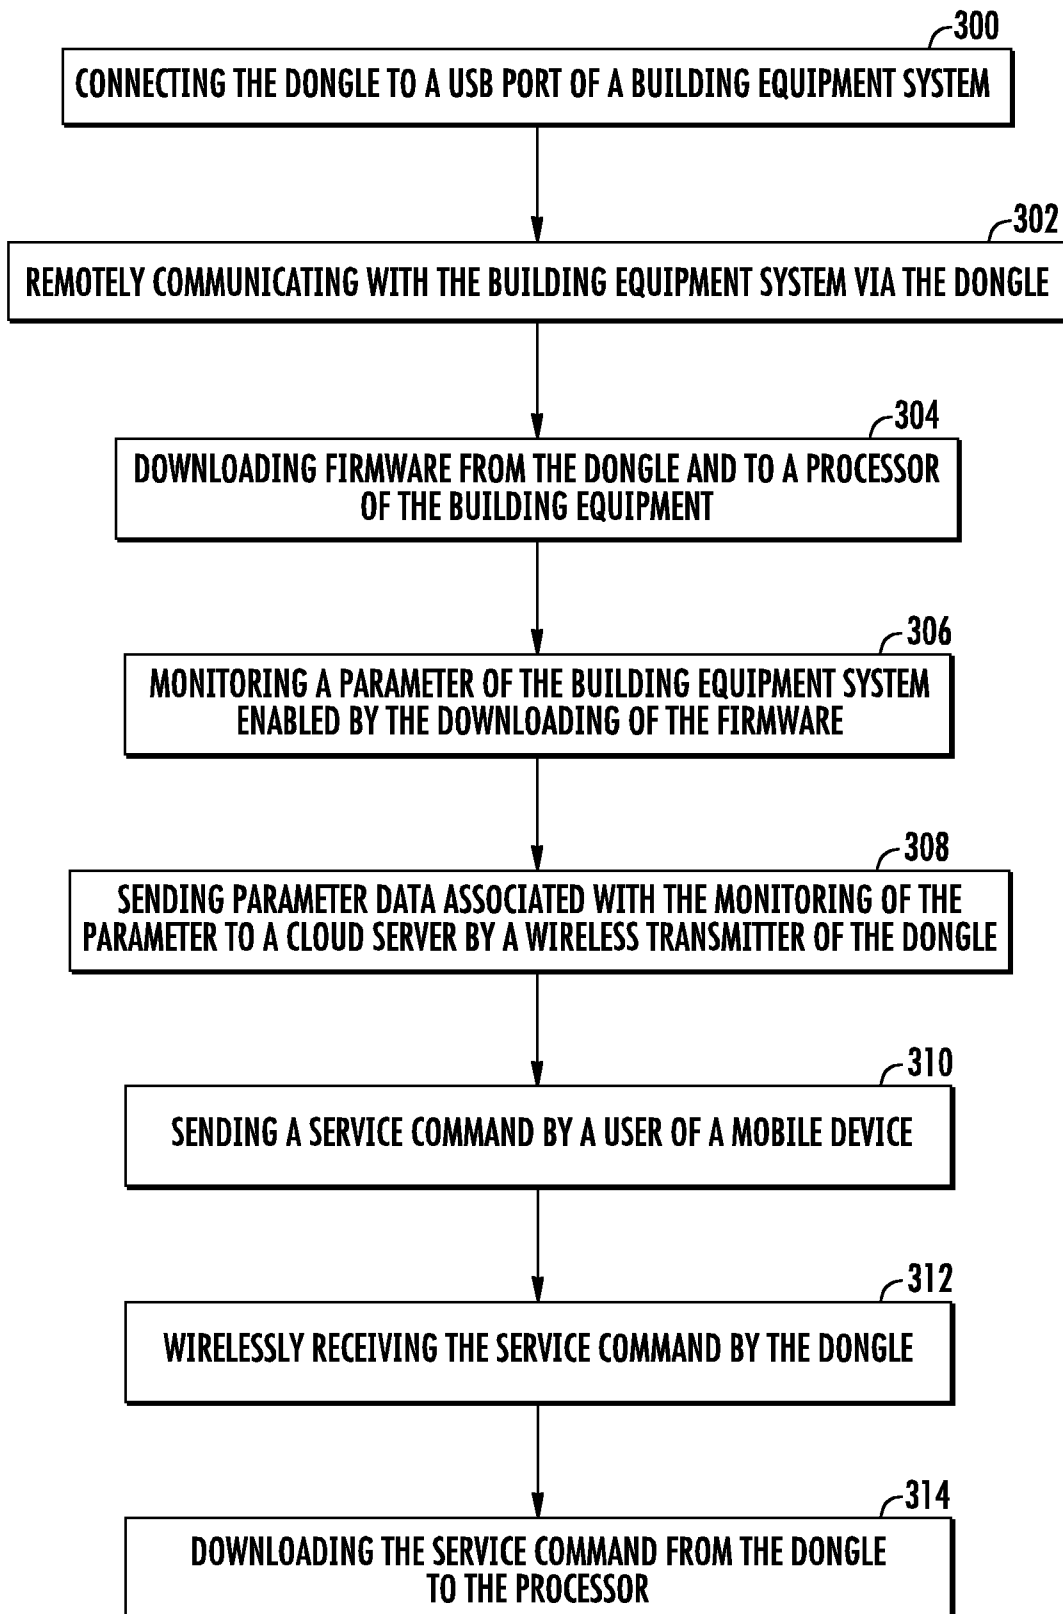 300
CONNECTING THE DONGLE TO A USB PORT OF A BUILDING EQUIPMENT SYSTEM
302
REMOTELY COMMUNICATING WITH THE BUILDING EQUIPMENT SYSTEM VIA THE DONGLE
304
DOWNLOADING FIRMWARE FROM THE DONGLE AND TO A PROCESSOR
OF THE BUILDING EQUIPMENT
306
MONITORING A PARAMETER OF THE BUILDING EQUIPMENT SYSTEM
ENABLED BY THE DOWNLOADING OF THE FIRMWARE
308
SENDING PARAMETER DATA ASSOCIATED WITH THE MONITORING OF THE
PARAMETER TO A CLOUD SERVER BY A WIRELESS TRANSMITTER OF THE DONGLE
310
SENDING A SERVICE COMMAND BY A USER OF A MOBILE DEVICE
312
WIRELESSLY RECEIVING THE SERVICE COMMAND BY THE DONGLE
314
DOWNLOADING THE SERVICE COMMAND FROM THE DONGLE
TO THE PROCESSOR